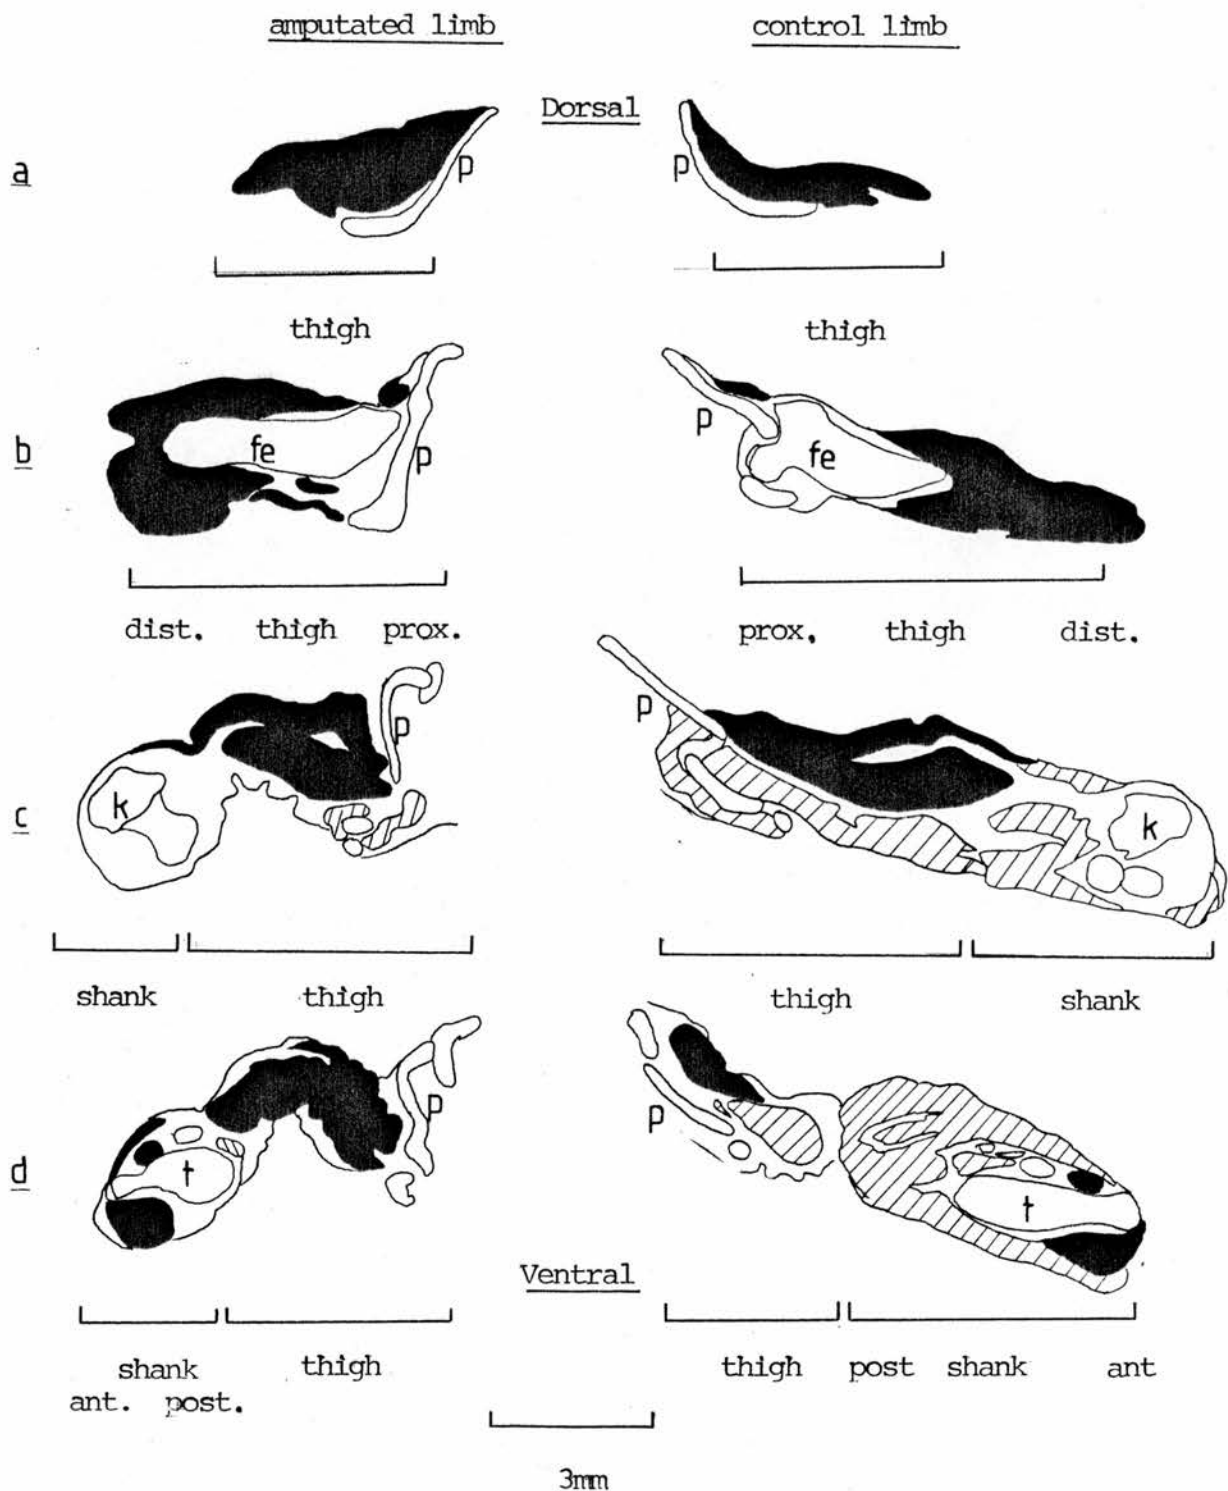 amputated limb control limb
Dorsal
a p p
thigh thigh
b fe p p fe
dist. thigh prox. prox. thigh dist.
c k p p k
shank thigh thigh shank
d t p p t
Ventral
shank thigh thigh post shank ant
ant. post.
3mm